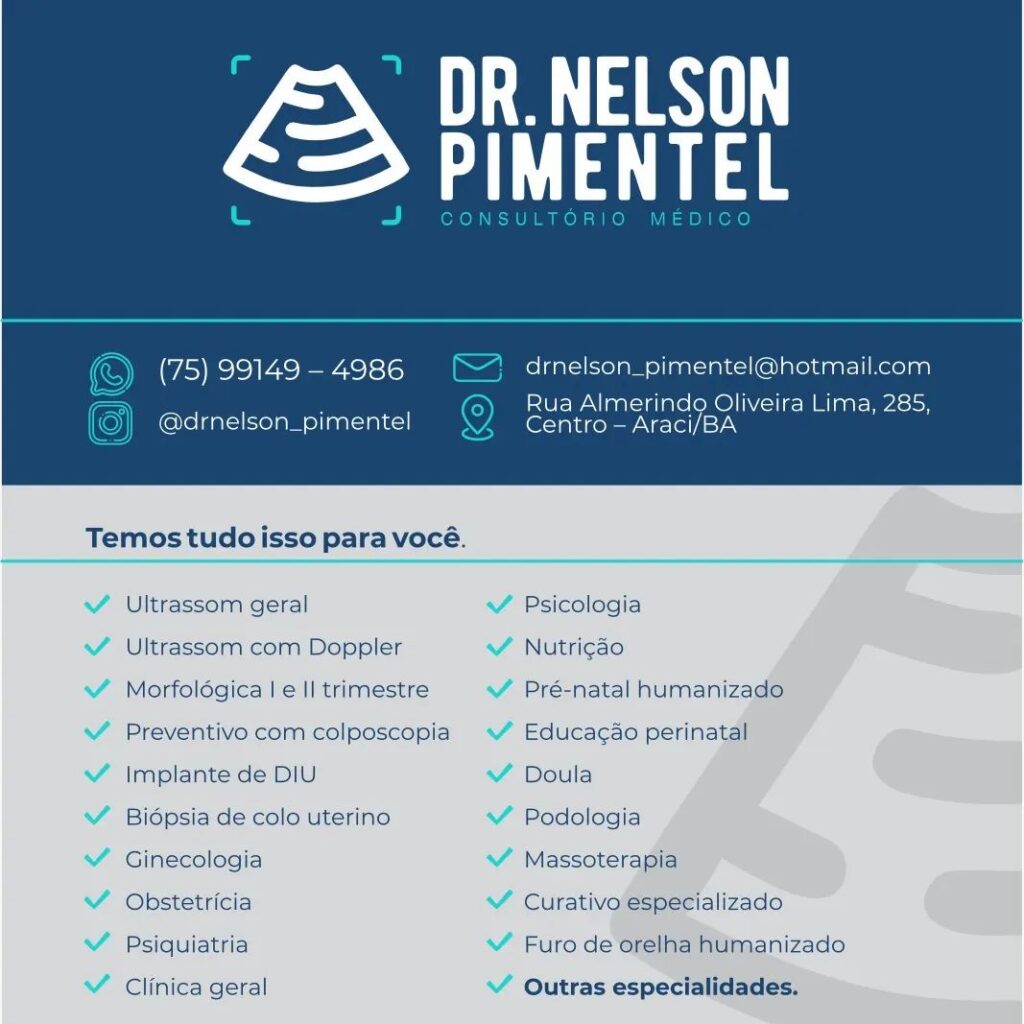 DR. NELSON
PIMENTEL
CONSULTÓRIO MÉDICO
(75) 99149 – 4986
@drnelson_pimentel
drnelson_pimentel@hotmail.com
Rua Almerindo Oliveira Lima, 285,
Centro – Araci/BA
Temos tudo isso para você.
Ultrassom geral
Ultrassom com Doppler
Morfológica I e II trimestre
Preventivo com colposcopia
Implante de DIU
Biópsia de colo uterino
Ginecologia
Obstetrícia
Psiquiatria
Clínica geral
Psicologia
Nutrição
Pré-natal humanizado
Educação perinatal
Doula
Podologia
Massoterapia
Curativo especializado
Furo de orelha humanizado
Outras especialidades.